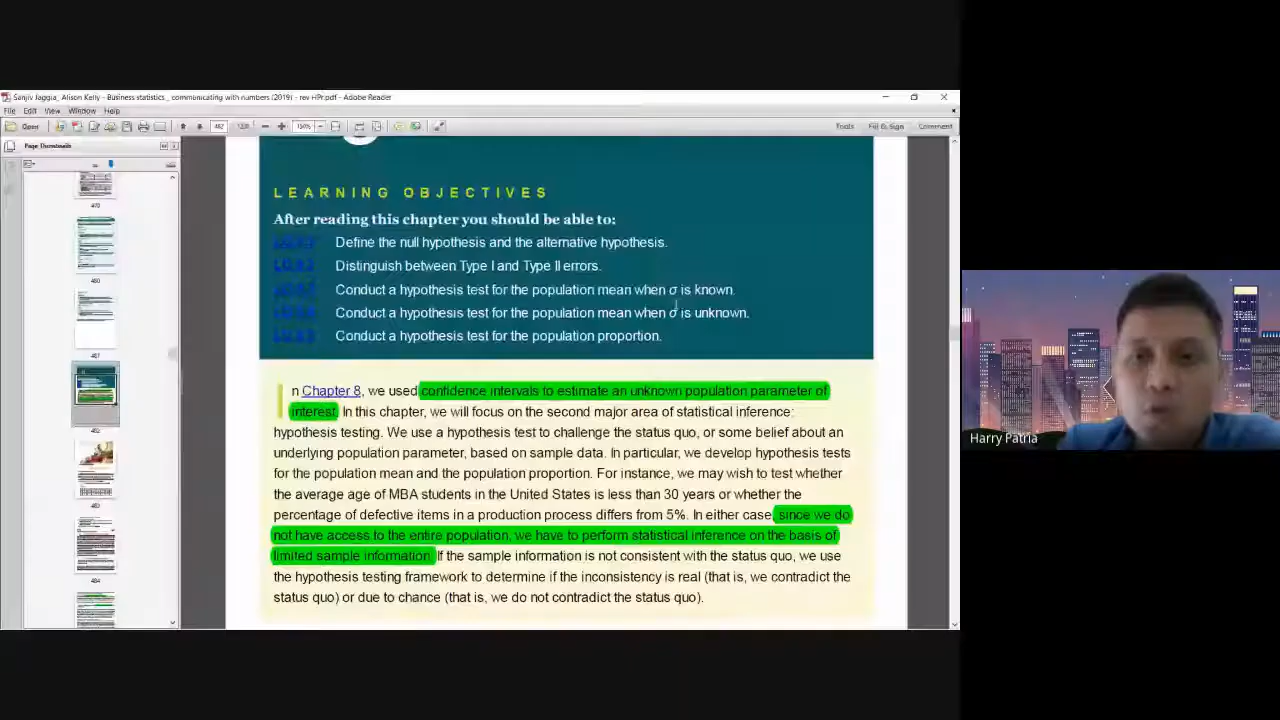 Sanjiv Jaggia_ Alison Kelly - Business statistics_ communicating with numbers (2019) - rev HPr.pdf - Adobe Reader
File Edit View Window Help
Open 482 150% Tools Fill & Sign Comment
Page Thumbnails
LEARNING OBJECTIVES
After reading this chapter you should be able to:
Define the null hypothesis and the alternative hypothesis.
Distinguish between Type I and Type II errors.
Conduct a hypothesis test for the population mean when σ is known.
Conduct a hypothesis test for the population mean when σ is unknown.
Conduct a hypothesis test for the population proportion.
In Chapter 8, we used confidence intervals to estimate an unknown population parameter of
interest. In this chapter, we will focus on the second major area of statistical inference:
hypothesis testing. We use a hypothesis test to challenge the status quo, or some belief about an
underlying population parameter, based on sample data. In particular, we develop hypothesis tests
for the population mean and the population proportion. For instance, we may wish to test whether
the average age of MBA students in the United States is less than 30 years or whether the
percentage of defective items in a production process differs from 5%. In either case, since we do
not have access to the entire population, we have to perform statistical inference on the basis of
limited sample information. If the sample information is not consistent with the status quo, we use
the hypothesis testing framework to determine if the inconsistency is real (that is, we contradict the
status quo) or due to chance (that is, we do not contradict the status quo).
479
480
481
482
483
484
Harry Patria